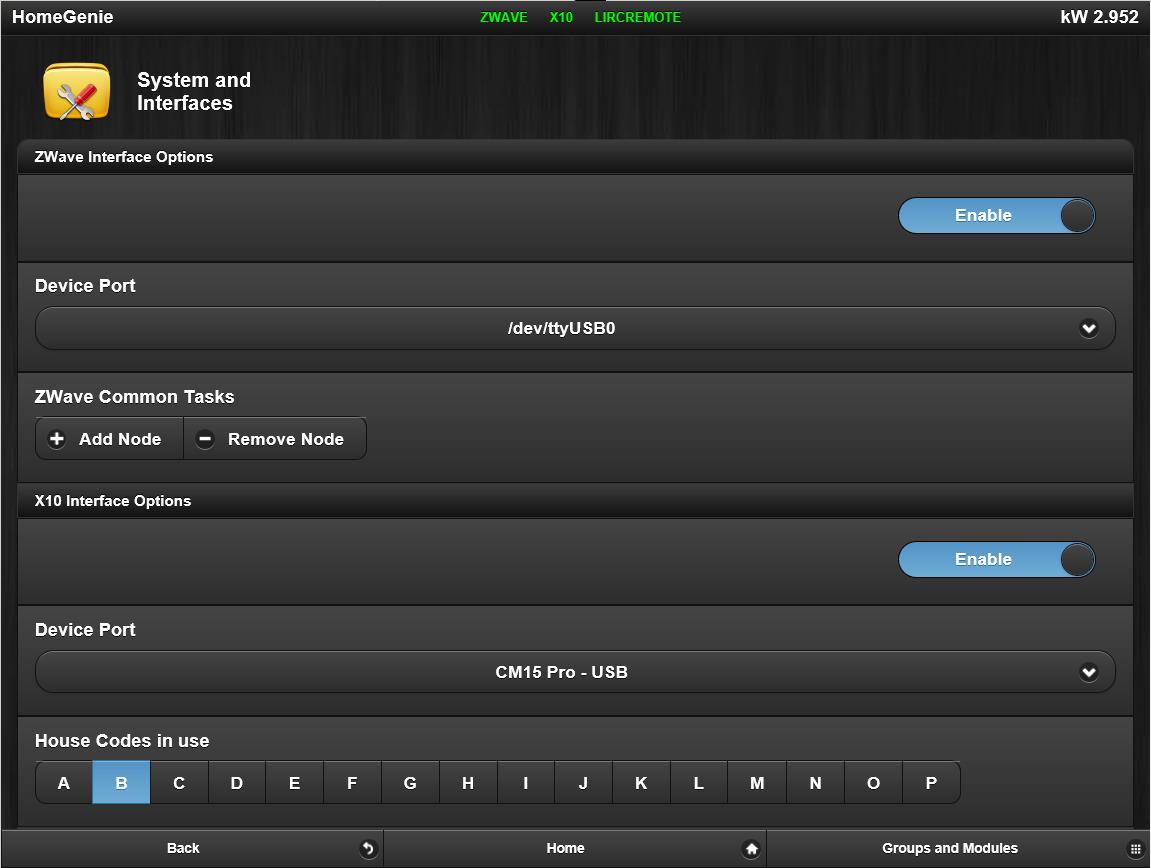 HomeGenie ZWAVE X10 LIRCREMOTE kW 2.952
System and
Interfaces
ZWave Interface Options
Enable
Device Port
/dev/ttyUSB0
ZWave Common Tasks
Add Node Remove Node
X10 Interface Options
Enable
Device Port
CM15 Pro - USB
House Codes in use
A B C D E F G H I J K L M N O P
Back Home Groups and Modules